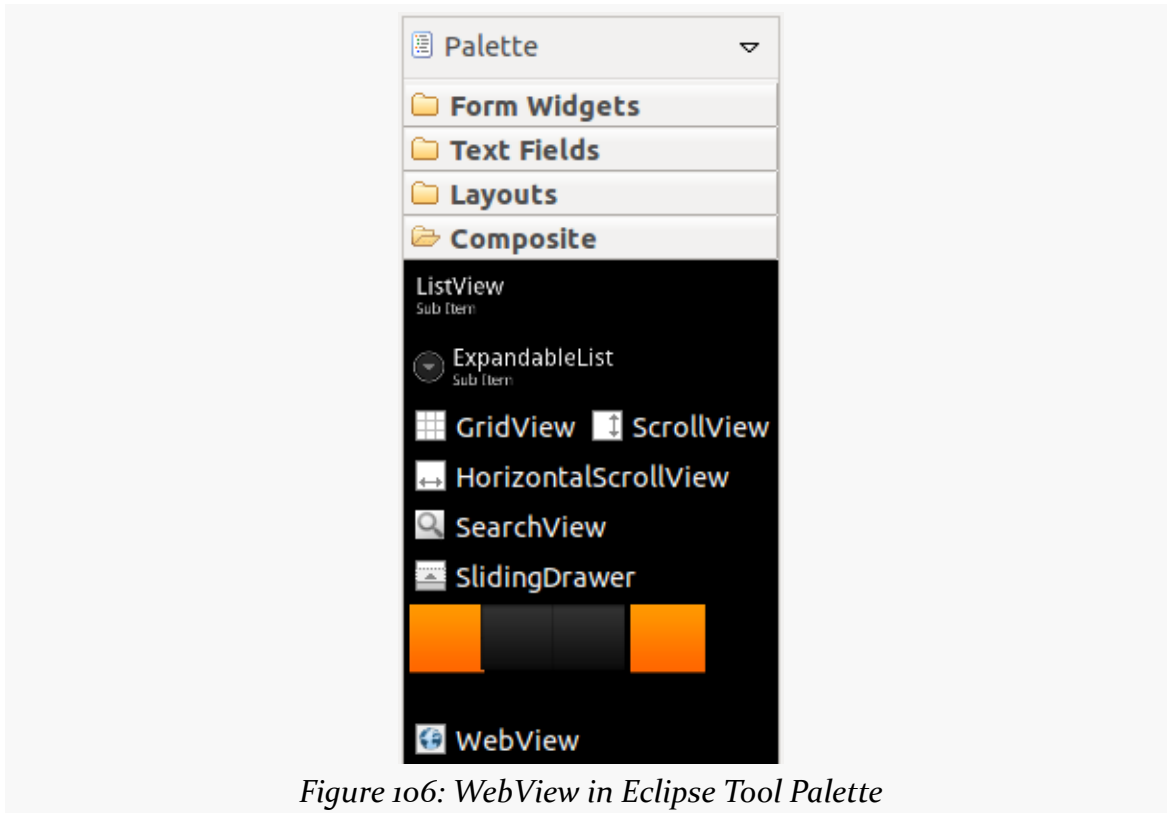 Palette
Form Widgets
Text Fields
Layouts
Composite
ListView
Sub Item
ExpandableList
Sub Item
GridView ScrollView
HorizontalScrollView
SearchView
SlidingDrawer
WebView
Figure 106: WebView in Eclipse Tool Palette